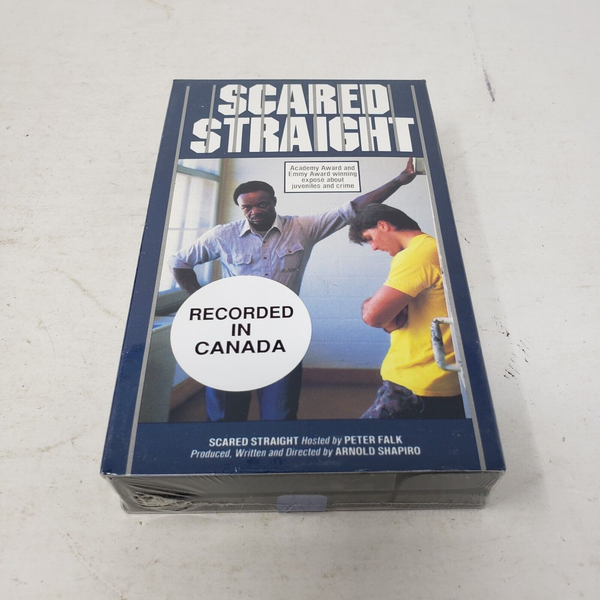 SCARED
STRAIGHT
Academy Award and
Emmy Award winning
exposé about
juveniles and crime
RECORDED
IN
CANADA
SCARED STRAIGHT Hosted by PETER FALK
Produced, Written and Directed by ARNOLD SHAPIRO